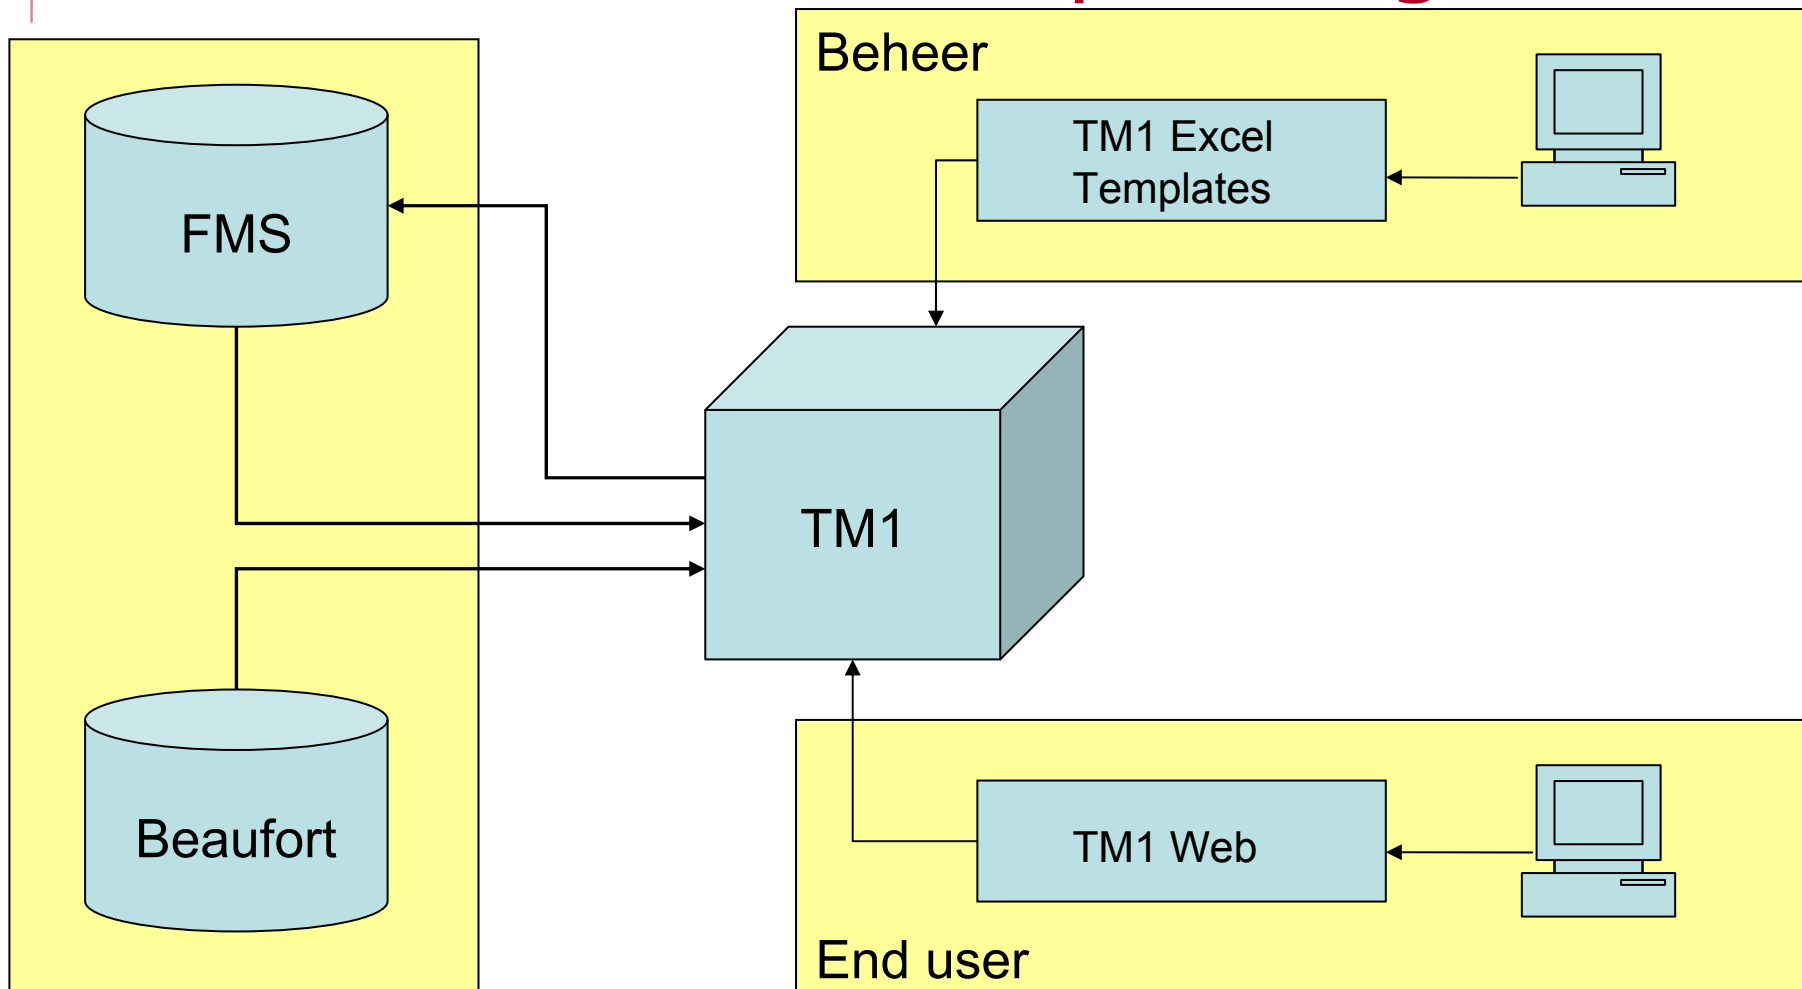 Beheer
TM1 Excel
Templates
FMS
TM1
Beaufort
TM1 Web
End user